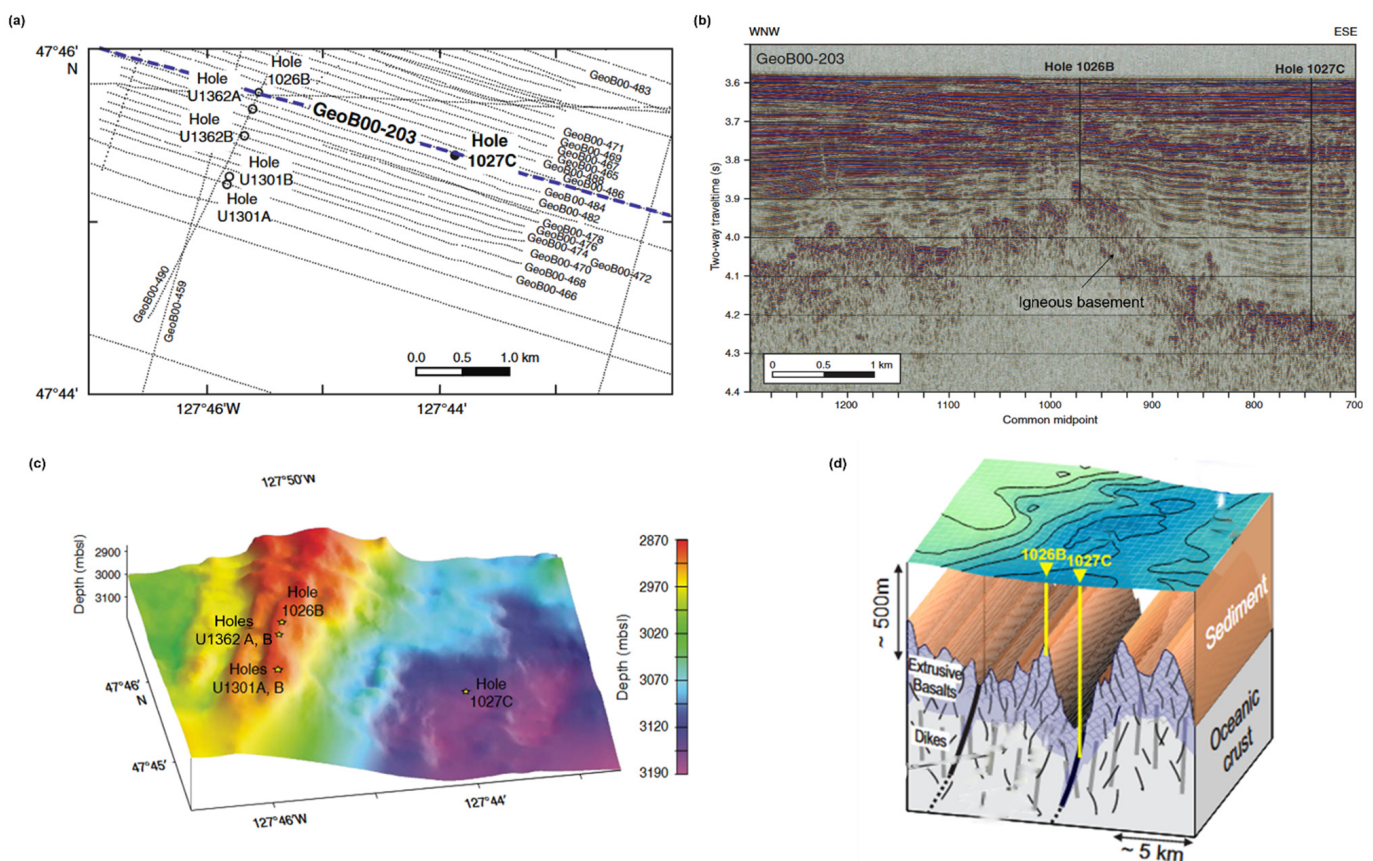 (a)
47°46'
N
47°44'
127°46'W
127°44'
Hole
1026B
Hole
U1362A
Hole
U1362B
Hole
U1301B
Hole
U1301A
GeoB00-203
Hole
1027C
GeoB00-483
GeoB00-471
GeoB00-469
GeoB00-467
GeoB00-465
GeoB00-488
GeoB00-486
GeoB00-484
GeoB00-482
GeoB00-478
GeoB00-476
GeoB00-474
GeoB00-472
GeoB00-470
GeoB00-468
GeoB00-466
GeoB00-490
GeoB00-459
0.0 0.5 1.0 km
(b)
WNW ESE
GeoB00-203
Hole 1026B
Hole 1027C
Two-way traveltime (s)
3.6
3.7
3.8
3.9
4.0
4.1
4.2
4.3
4.4
Igneous basement
0 0.5 1 km
1200 1100 1000 900 800 700
Common midpoint
(c)
127°50'W
Depth (mbsl)
2900
3000
3100
Hole
1026B
Holes
U1362 A, B
Holes
U1301A, B
Hole
1027C
47°46'
N
47°45'
127°46'W
127°44'
Depth (mbsl)
2870
2970
3020
3070
3120
3190
(d)
1026B
1027C
~ 500m
Sediment
Extrusive
Basalts
Dikes
Oceanic
crust
~ 5 km